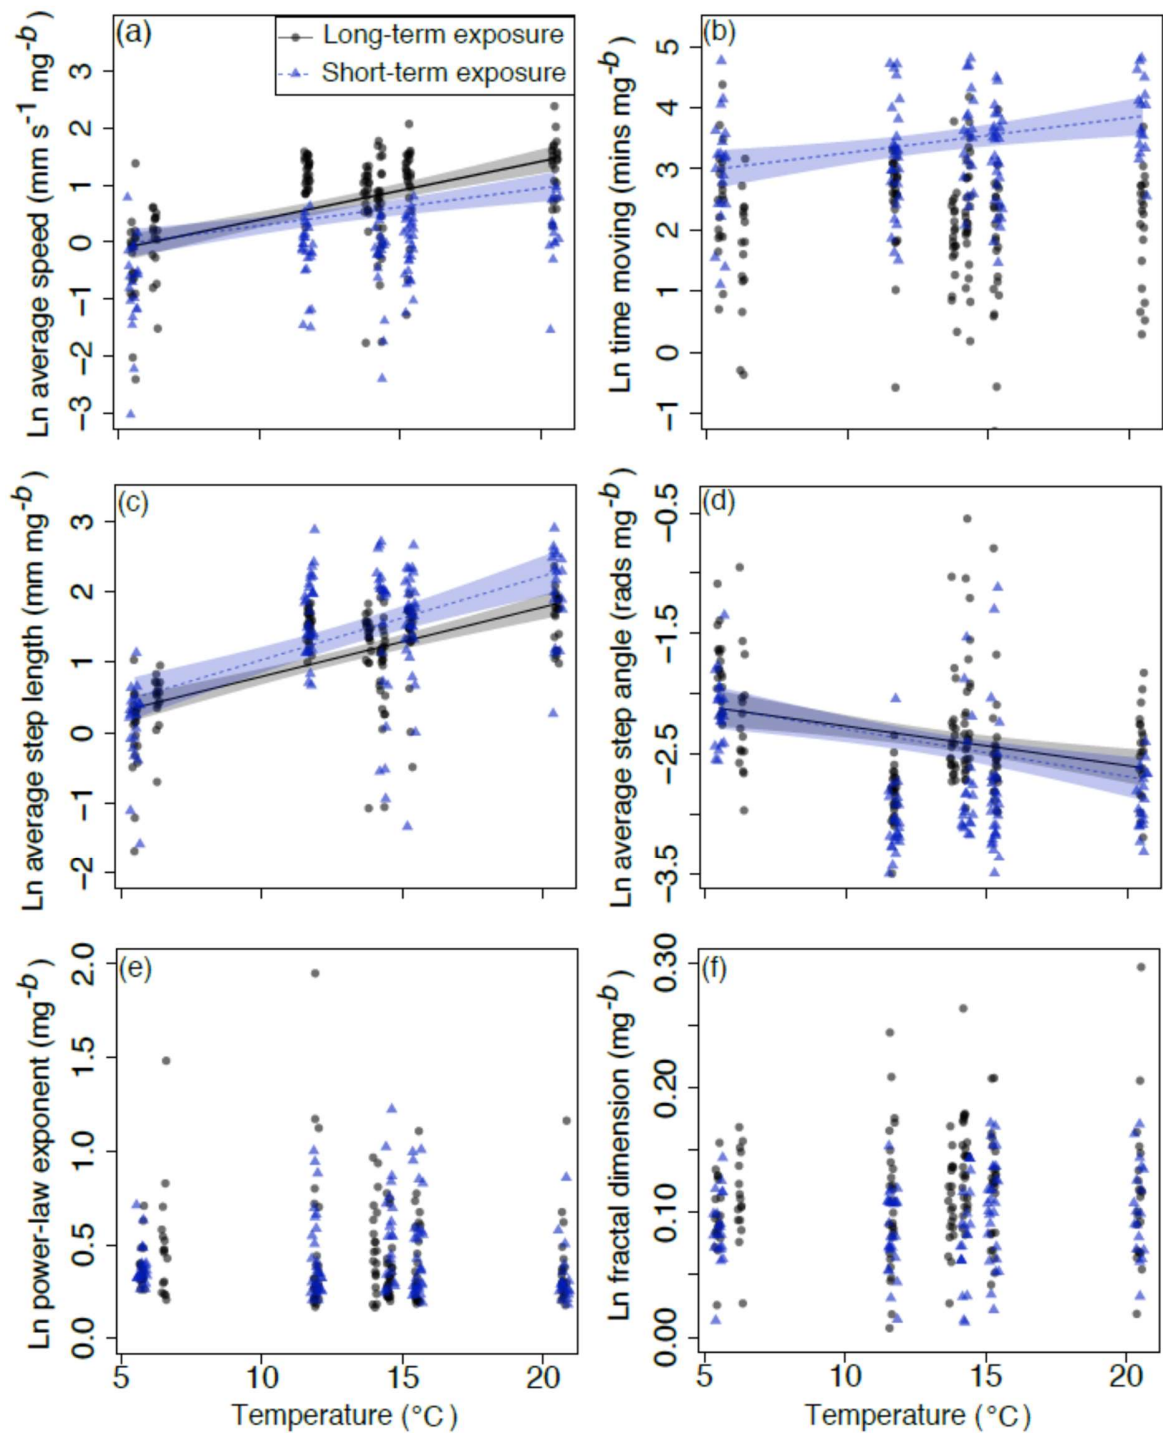 (a)
Long-term exposure
Short-term exposure
Ln average speed (mm s-1 mg-b)
3
2
1
0
−1
−2
−3
(b)
Ln time moving (mins mg-b)
5
4
3
2
1
0
−1
(c)
Ln average step length (mm mg-b)
3
2
1
0
−1
−2
(d)
Ln average step angle (rads mg-b)
−0.5
−1.5
−2.5
−3.5
(e)
Ln power-law exponent (mg-b)
2.0
1.5
1.0
0.5
0.0
5 10 15 20
Temperature (°C)
(f)
Ln fractal dimension (mg-b)
0.30
0.20
0.10
0.00
5 10 15 20
Temperature (°C)